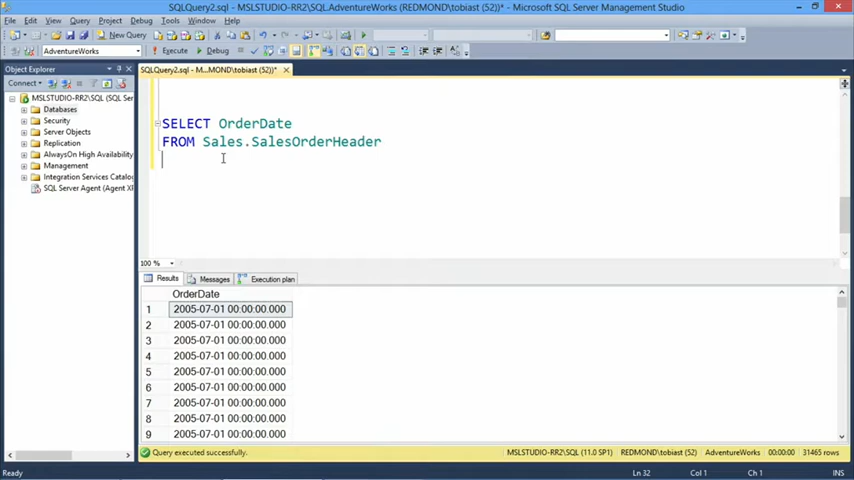 SQLQuery2.sql - MSLSTUDIO-RR2\SQL.AdventureWorks (REDMOND\tobiast (52))* - Microsoft SQL Server Management Studio
File Edit View Query Project Debug Tools Window Help
New Query
AdventureWorks Execute Debug
Object Explorer
SQLQuery2.sql - M...MOND\tobiast (52))*
Connect
MSLSTUDIO-RR2\SQL (SQL Ser
Databases
Security
Server Objects
Replication
AlwaysOn High Availability
Management
Integration Services Catalog
SQL Server Agent (Agent XP
SELECT OrderDate
FROM Sales.SalesOrderHeader
100 %
Results Messages Execution plan
OrderDate
1 2005-07-01 00:00:00.000
2 2005-07-01 00:00:00.000
3 2005-07-01 00:00:00.000
4 2005-07-01 00:00:00.000
5 2005-07-01 00:00:00.000
6 2005-07-01 00:00:00.000
7 2005-07-01 00:00:00.000
8 2005-07-01 00:00:00.000
9 2005-07-01 00:00:00.000
Query executed successfully. MSLSTUDIO-RR2\SQL (11.0 SP1) REDMOND\tobiast (52) AdventureWorks 00:00:00 31465 rows
Ready Ln 32 Col 1 Ch 1 INS